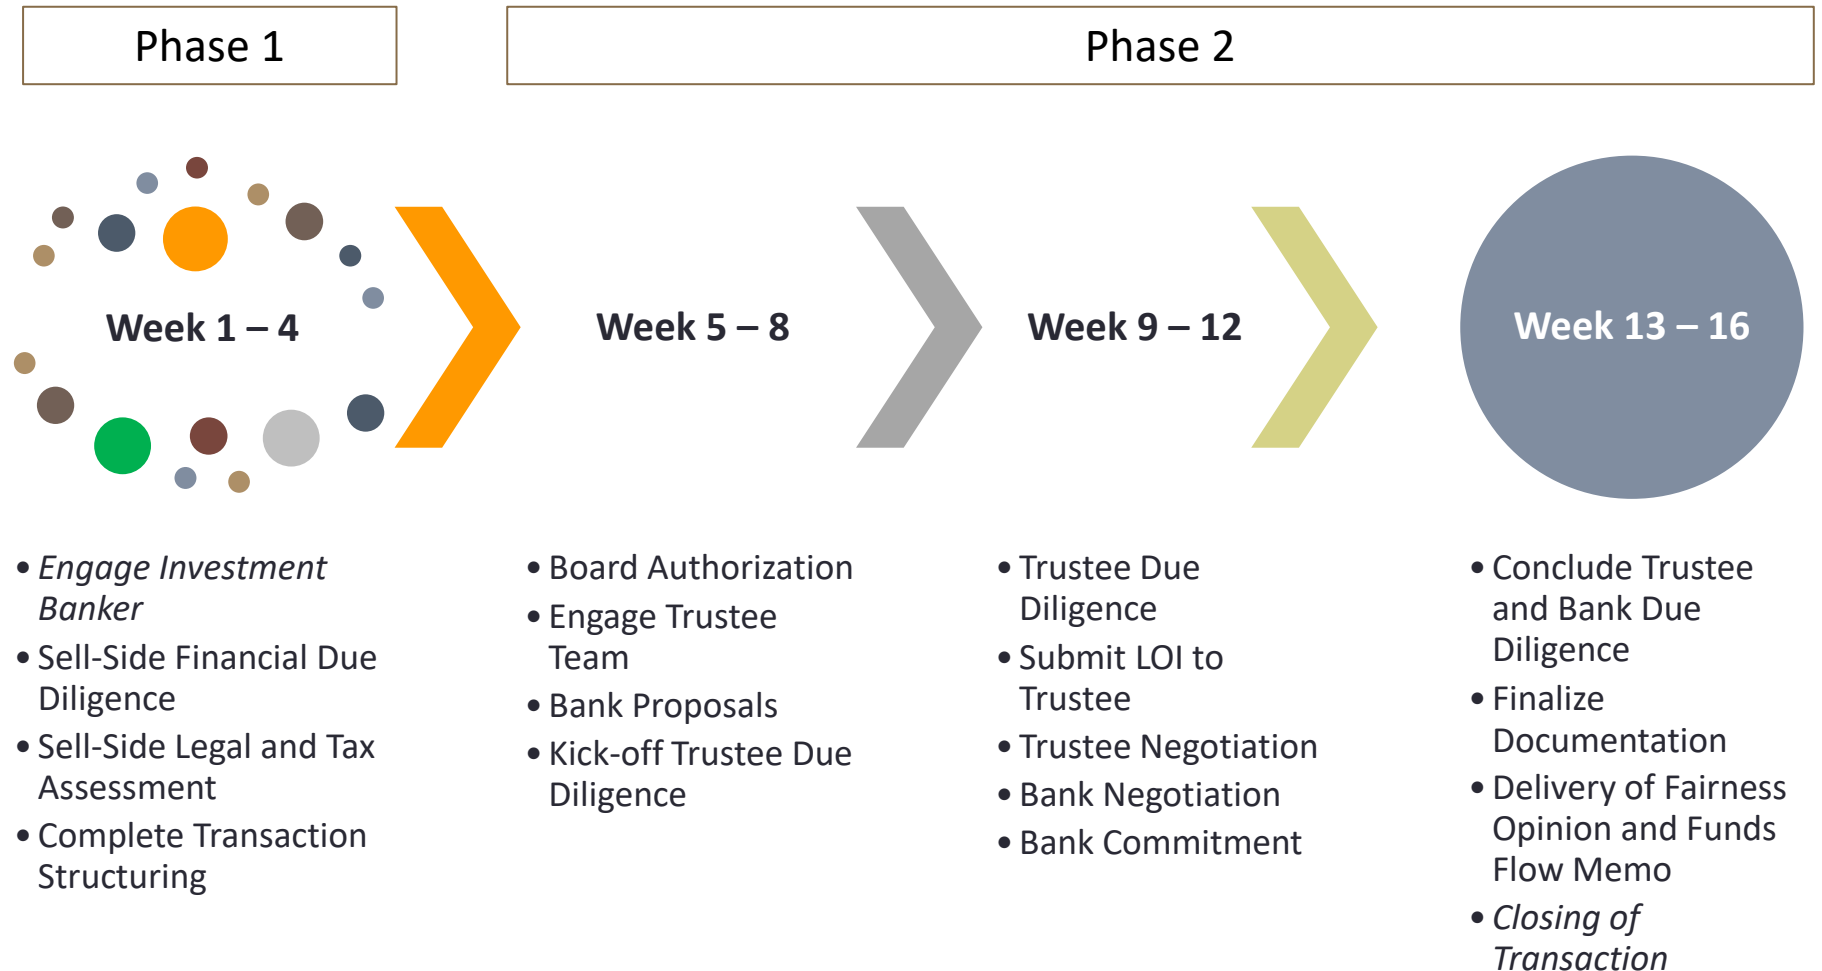 Phase 1
Phase 2
Week 1 – 4
Week 5 – 8
Week 9 – 12
Week 13 – 16
• Engage Investment
Banker
• Sell-Side Financial Due
Diligence
• Sell-Side Legal and Tax
Assessment
• Complete Transaction
Structuring
• Board Authorization
• Engage Trustee
Team
• Bank Proposals
• Kick-off Trustee Due
Diligence
• Trustee Due
Diligence
• Submit LOI to
Trustee
• Trustee Negotiation
• Bank Negotiation
• Bank Commitment
• Conclude Trustee
and Bank Due
Diligence
• Finalize
Documentation
• Delivery of Fairness
Opinion and Funds
Flow Memo
• Closing of
Transaction